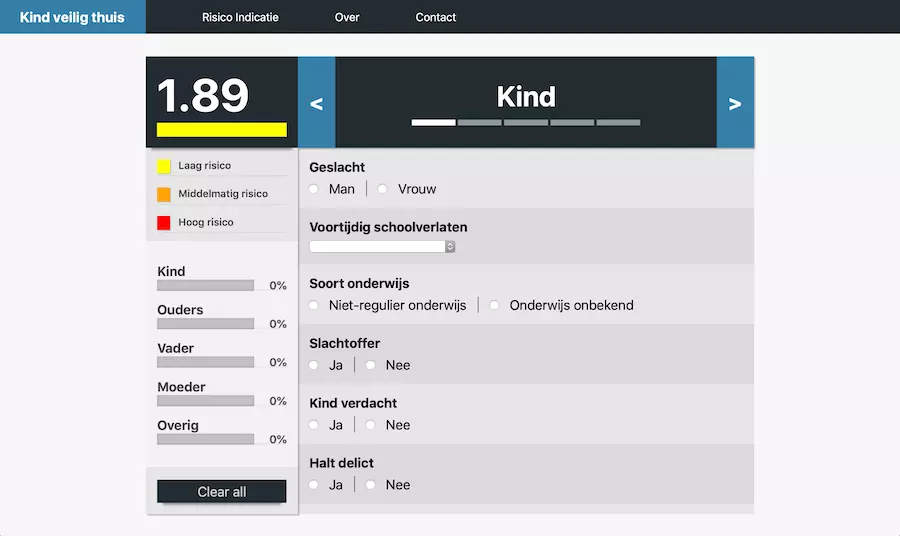 Kind veilig thuis
Risico Indicatie
Over
Contact
1.89
<
Kind
>
Laag risico
Middelmatig risico
Hoog risico
Kind
0%
Ouders
0%
Vader
0%
Moeder
0%
Overig
0%
Clear all
Geslacht
Man | Vrouw
Voortijdig schoolverlaten
Soort onderwijs
Niet-regulier onderwijs | Onderwijs onbekend
Slachtoffer
Ja | Nee
Kind verdacht
Ja | Nee
Halt delict
Ja | Nee